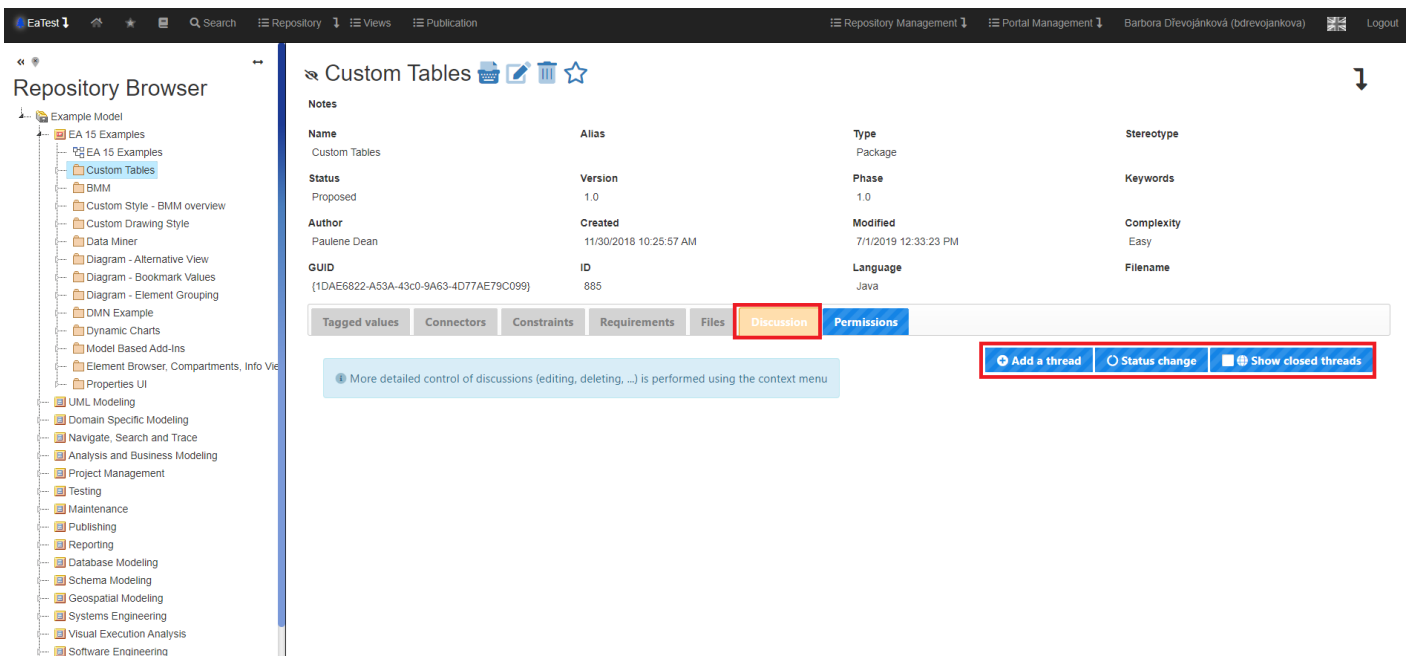 EaTest Search Repository Views Publication Repository Management Portal Management Barbora Dřevojánková (bdrevojankova) Logout
Repository Browser
Example Model
EA 15 Examples
EA 15 Examples
Custom Tables
BMM
Custom Style - BMM overview
Custom Drawing Style
Data Miner
Diagram - Alternative View
Diagram - Bookmark Values
Diagram - Element Grouping
DMN Example
Dynamic Charts
Model Based Add-Ins
Element Browser, Compartments, Info Vie
Properties UI
UML Modeling
Domain Specific Modeling
Navigate, Search and Trace
Analysis and Business Modeling
Project Management
Testing
Maintenance
Publishing
Reporting
Database Modeling
Schema Modeling
Geospatial Modeling
Systems Engineering
Visual Execution Analysis
Software Engineering
Custom Tables
Notes
Name Alias Type Stereotype
Custom Tables Package
Status Version Phase Keywords
Proposed 1.0 1.0
Author Created Modified Complexity
Paulene Dean 11/30/2018 10:25:57 AM 7/1/2019 12:33:23 PM Easy
GUID ID Language Filename
{1DAE6822-A53A-43c0-9A63-4D77AE79C099} 885 Java
Tagged values Connectors Constraints Requirements Files Discussion Permissions
Add a thread Status change Show closed threads
More detailed control of discussions (editing, deleting, ...) is performed using the context menu